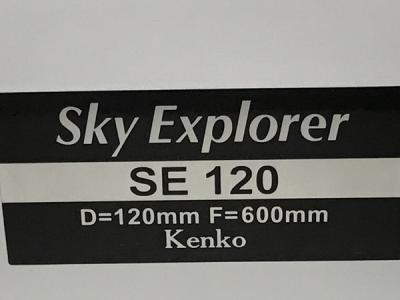 Sky Explorer
SE 120
D=120mm F=600mm
Kenko